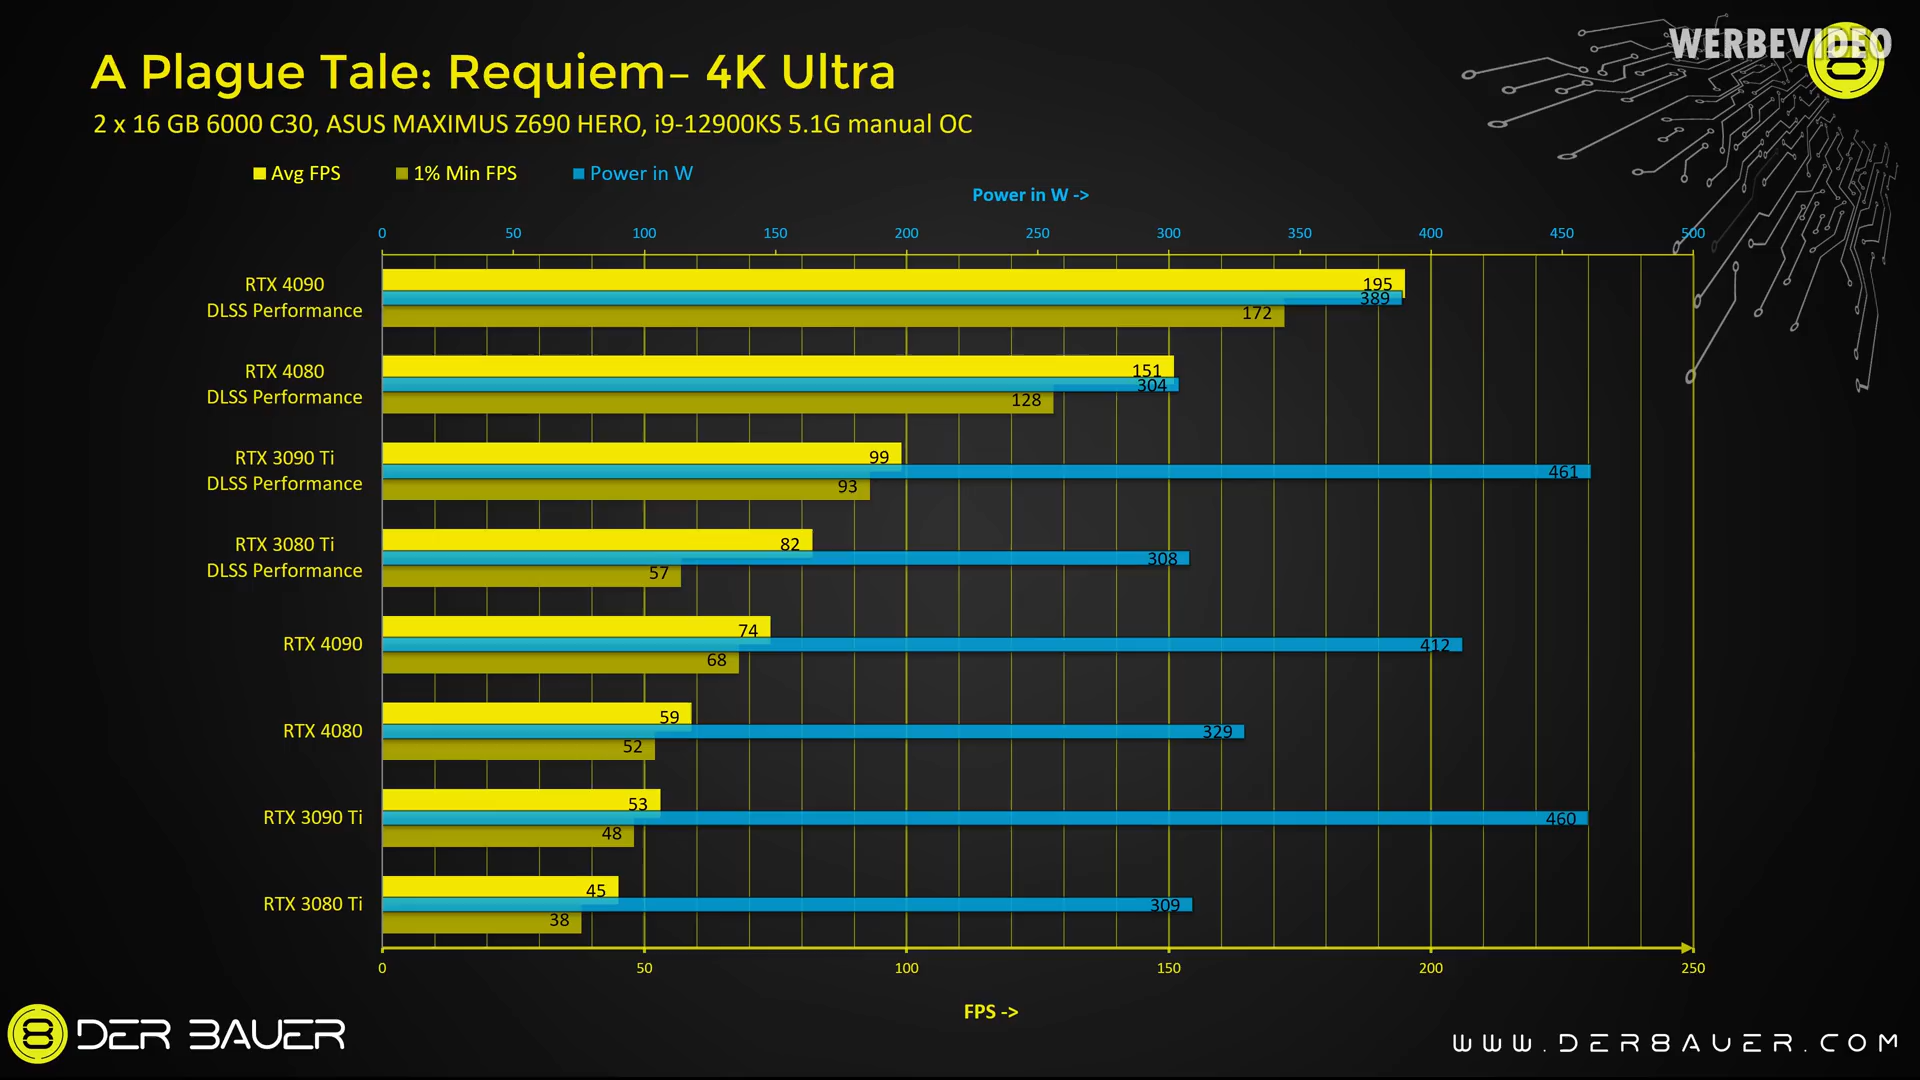 WERBEVIDEO
A Plague Tale: Requiem– 4K Ultra
2 x 16 GB 6000 C30, ASUS MAXIMUS Z690 HERO, i9-12900KS 5.1G manual OC
Avg FPS 1% Min FPS Power in W
Power in W ->
0 50 100 150 200 250 300 350 400 450 500
RTX 4090
DLSS Performance
195
389
172
RTX 4080
DLSS Performance
151
304
128
RTX 3090 Ti
DLSS Performance
99
461
93
RTX 3080 Ti
DLSS Performance
82
308
57
RTX 4090
74
412
68
RTX 4080
59
329
52
RTX 3090 Ti
53
460
48
RTX 3080 Ti
45
309
38
0 50 100 150 200 250
FPS ->
8 DER 8AUER
WWW.DER8AUER.COM